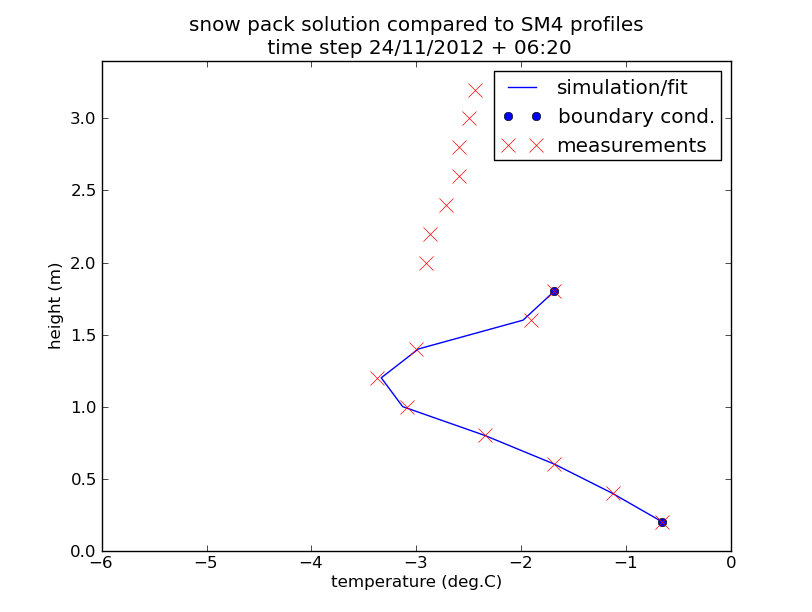 snow pack solution compared to SM4 profiles
time step 24/11/2012 + 06:20
simulation/fit
boundary cond.
measurements
height (m)
3.0
2.5
2.0
1.5
1.0
0.5
0.0
−6 −5 −4 −3 −2 −1 0
temperature (deg.C)